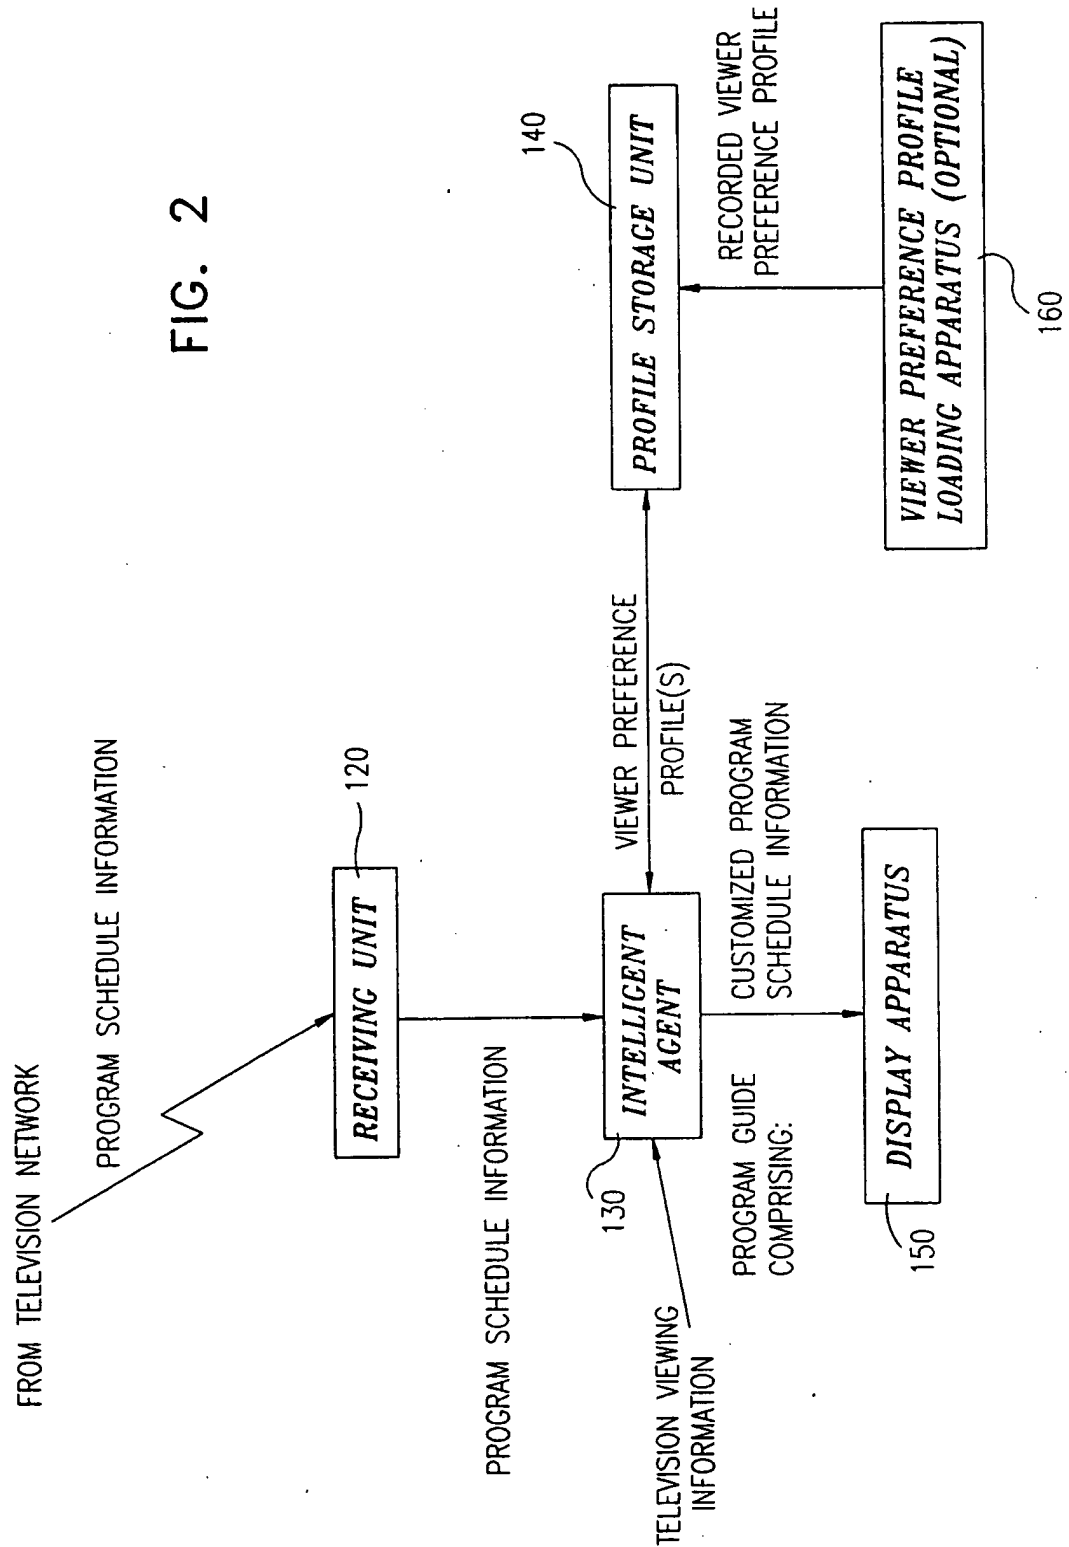 FIG. 2
FROM TELEVISION NETWORK
PROGRAM SCHEDULE INFORMATION
RECEIVING UNIT
120
PROGRAM SCHEDULE INFORMATION
TELEVISION VIEWING
INFORMATION
130
INTELLIGENT
AGENT
VIEWER PREFERENCE
PROFILE(S)
140
PROFILE STORAGE UNIT
RECORDED VIEWER
PREFERENCE PROFILE
PROGRAM GUIDE
COMPRISING:
CUSTOMIZED PROGRAM
SCHEDULE INFORMATION
150
DISPLAY APPARATUS
VIEWER PREFERENCE PROFILE
LOADING APPARATUS (OPTIONAL)
160